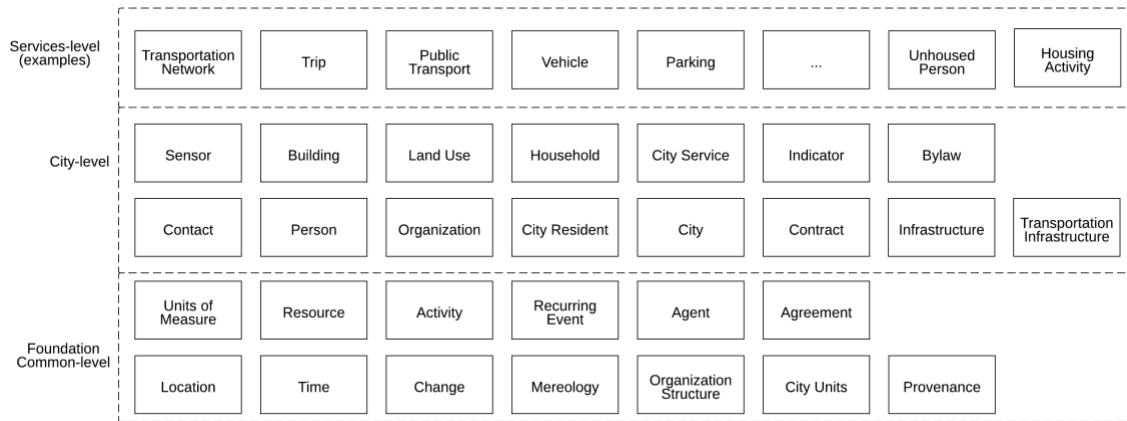 Services-level
(examples)
Transportation
Network
Trip
Public
Transport
Vehicle
Parking
...
Unhoused
Person
Housing
Activity
City-level
Sensor
Building
Land Use
Household
City Service
Indicator
Bylaw
Contact
Person
Organization
City Resident
City
Contract
Infrastructure
Transportation
Infrastructure
Foundation
Common-level
Units of
Measure
Resource
Activity
Recurring
Event
Agent
Agreement
Location
Time
Change
Mereology
Organization
Structure
City Units
Provenance